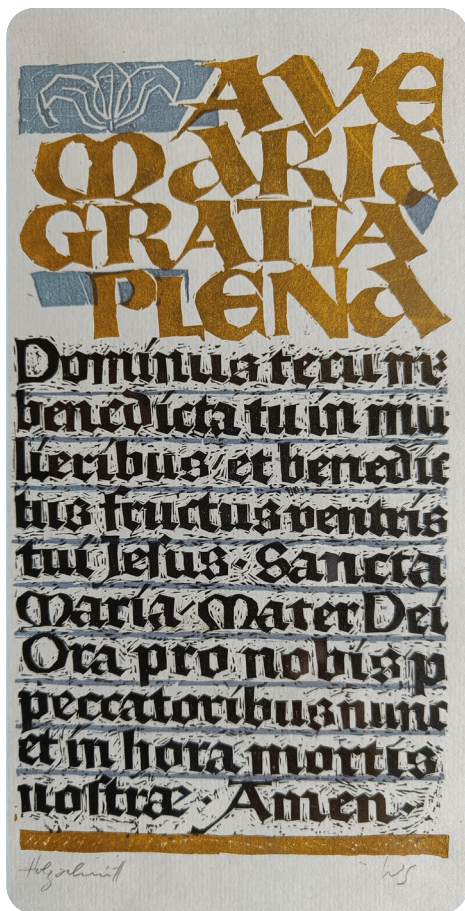 AVE
MARIA
GRATIA
PLENA
Dominus tecum:
benedicta tu in mu
lieribus, et benedic
tus fructus ventris
tui Jeſus · Sancta
Maria · Mater Dei
Ora pro nobis p
peccatoribus nunc
et in hora mortis
noſtræ · Amen ·
Holzschnitt